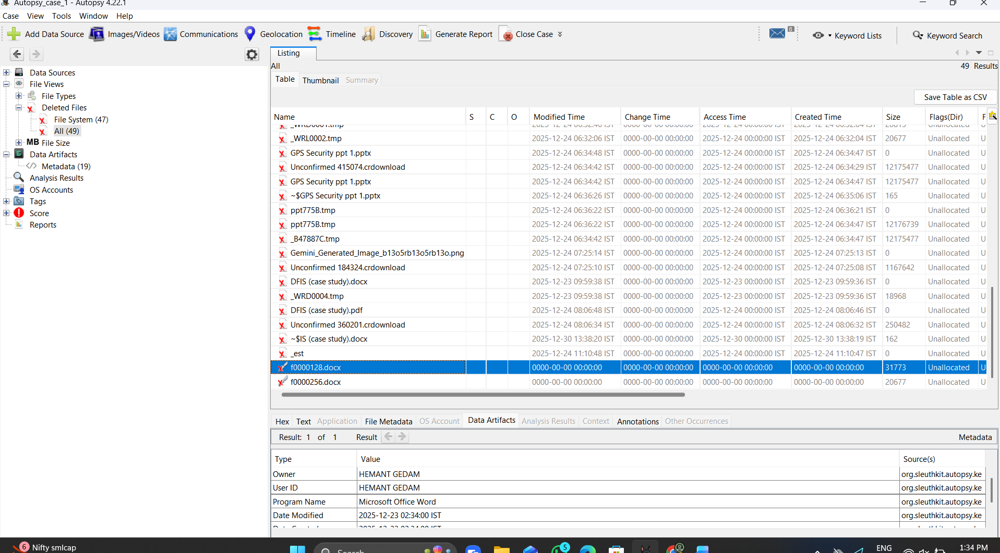 Autopsy_case_1 - Autopsy 4.22.1
Case View Tools Window Help
Add Data Source Images/Videos Communications Geolocation Timeline Discovery Generate Report Close Case 8 Keyword Lists Keyword Search
Listing
Data Sources
File Views
File Types
Deleted Files
File System (47)
All (49)
MB File Size
Data Artifacts
Metadata (19)
Analysis Results
OS Accounts
Tags
Score
Reports
All 49 Results
Table Thumbnail Summary
Save Table as CSV
Name S C O Modified Time Change Time Access Time Created Time Size Flags(Dir) F
_WRL0002.tmp 2025-12-24 06:32:06 IST 0000-00-00 00:00:00 2025-12-24 00:00:00 IST 2025-12-24 06:32:04 IST 20677 Unallocated U
GPS Security ppt 1.pptx 2025-12-24 06:34:48 IST 0000-00-00 00:00:00 2025-12-24 00:00:00 IST 2025-12-24 06:34:47 IST 0 Unallocated U
Unconfirmed 415074.crdownload 2025-12-24 06:34:42 IST 0000-00-00 00:00:00 2025-12-24 00:00:00 IST 2025-12-24 06:34:29 IST 12175477 Unallocated U
GPS Security ppt 1.pptx 2025-12-24 06:34:42 IST 0000-00-00 00:00:00 2025-12-24 00:00:00 IST 2025-12-24 06:34:47 IST 12175477 Unallocated U
~$GPS Security ppt 1.pptx 2025-12-24 06:36:26 IST 0000-00-00 00:00:00 2025-12-24 00:00:00 IST 2025-12-24 06:35:06 IST 165 Unallocated U
ppt775B.tmp 2025-12-24 06:36:22 IST 0000-00-00 00:00:00 2025-12-24 00:00:00 IST 2025-12-24 06:36:21 IST 0 Unallocated U
ppt775B.tmp 2025-12-24 06:36:22 IST 0000-00-00 00:00:00 2025-12-24 00:00:00 IST 2025-12-24 06:34:47 IST 12176739 Unallocated U
_B47887C.tmp 2025-12-24 06:34:42 IST 0000-00-00 00:00:00 2025-12-24 00:00:00 IST 2025-12-24 06:34:47 IST 12175477 Unallocated U
Gemini_Generated_Image_b13o5rb13o5rb13o.png 2025-12-24 07:25:14 IST 0000-00-00 00:00:00 2025-12-24 00:00:00 IST 2025-12-24 07:25:13 IST 0 Unallocated U
Unconfirmed 184324.crdownload 2025-12-24 07:25:10 IST 0000-00-00 00:00:00 2025-12-24 00:00:00 IST 2025-12-24 07:25:08 IST 1167642 Unallocated U
DFIS (case study).docx 2025-12-23 09:59:38 IST 0000-00-00 00:00:00 2025-12-23 00:00:00 IST 2025-12-23 09:59:36 IST 0 Unallocated U
_WRD0004.tmp 2025-12-23 09:59:38 IST 0000-00-00 00:00:00 2025-12-23 00:00:00 IST 2025-12-23 09:59:36 IST 18968 Unallocated U
DFIS (case study).pdf 2025-12-24 08:06:48 IST 0000-00-00 00:00:00 2025-12-24 00:00:00 IST 2025-12-24 08:06:46 IST 0 Unallocated U
Unconfirmed 360201.crdownload 2025-12-24 08:06:34 IST 0000-00-00 00:00:00 2025-12-24 00:00:00 IST 2025-12-24 08:06:32 IST 250482 Unallocated U
~$IS (case study).docx 2025-12-30 13:38:20 IST 0000-00-00 00:00:00 2025-12-30 00:00:00 IST 2025-12-30 13:38:19 IST 162 Unallocated U
_est 2025-12-24 11:10:48 IST 0000-00-00 00:00:00 2025-12-24 00:00:00 IST 2025-12-24 11:10:47 IST 0 Unallocated U
f0000128.docx 0000-00-00 00:00:00 0000-00-00 00:00:00 0000-00-00 00:00:00 0000-00-00 00:00:00 31773 Unallocated U
f0000256.docx 0000-00-00 00:00:00 0000-00-00 00:00:00 0000-00-00 00:00:00 0000-00-00 00:00:00 20677 Unallocated U
Hex Text Application File Metadata OS Account Data Artifacts Analysis Results Context Annotations Other Occurrences
Result: 1 of 1 Result Metadata
Type Value Source(s)
Owner HEMANT GEDAM org.sleuthkit.autopsy.ke
User ID HEMANT GEDAM org.sleuthkit.autopsy.ke
Program Name Microsoft Office Word org.sleuthkit.autopsy.ke
Date Modified 2025-12-23 02:34:00 IST org.sleuthkit.autopsy.ke
6 Nifty smlcap Search 5 ENG 1:34 PM